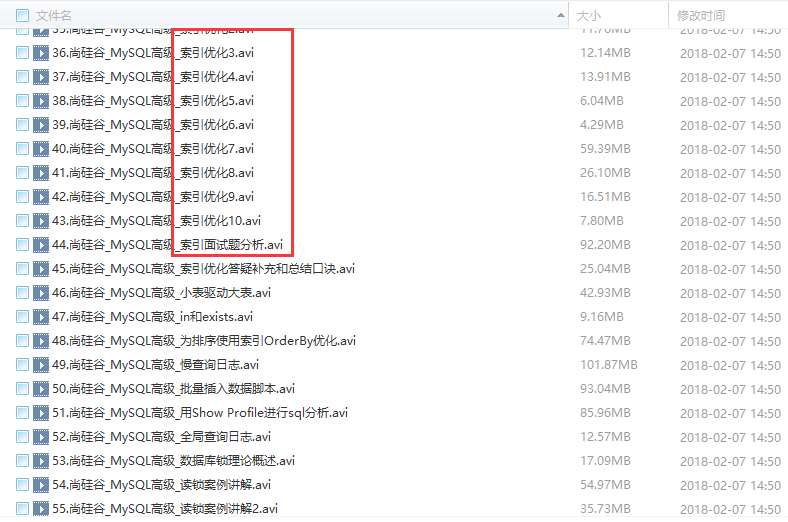 文件名 大小 修改时间
35.尚硅谷_MySQL高级_索引优化2.avi 11.76MB 2018-02-07 14:50
36.尚硅谷_MySQL高级_索引优化3.avi 12.14MB 2018-02-07 14:50
37.尚硅谷_MySQL高级_索引优化4.avi 13.91MB 2018-02-07 14:50
38.尚硅谷_MySQL高级_索引优化5.avi 6.04MB 2018-02-07 14:50
39.尚硅谷_MySQL高级_索引优化6.avi 4.29MB 2018-02-07 14:50
40.尚硅谷_MySQL高级_索引优化7.avi 59.39MB 2018-02-07 14:50
41.尚硅谷_MySQL高级_索引优化8.avi 26.10MB 2018-02-07 14:50
42.尚硅谷_MySQL高级_索引优化9.avi 16.51MB 2018-02-07 14:50
43.尚硅谷_MySQL高级_索引优化10.avi 7.80MB 2018-02-07 14:50
44.尚硅谷_MySQL高级_索引面试题分析.avi 92.20MB 2018-02-07 14:50
45.尚硅谷_MySQL高级_索引优化答疑补充和总结口诀.avi 25.04MB 2018-02-07 14:50
46.尚硅谷_MySQL高级_小表驱动大表.avi 42.93MB 2018-02-07 14:50
47.尚硅谷_MySQL高级_in和exists.avi 9.16MB 2018-02-07 14:50
48.尚硅谷_MySQL高级_为排序使用索引OrderBy优化.avi 74.47MB 2018-02-07 14:50
49.尚硅谷_MySQL高级_慢查询日志.avi 101.87MB 2018-02-07 14:50
50.尚硅谷_MySQL高级_批量插入数据脚本.avi 93.04MB 2018-02-07 14:50
51.尚硅谷_MySQL高级_用Show Profile进行sql分析.avi 85.96MB 2018-02-07 14:50
52.尚硅谷_MySQL高级_全局查询日志.avi 12.57MB 2018-02-07 14:50
53.尚硅谷_MySQL高级_数据库锁理论概述.avi 17.09MB 2018-02-07 14:50
54.尚硅谷_MySQL高级_读锁案例讲解.avi 54.97MB 2018-02-07 14:50
55.尚硅谷_MySQL高级_读锁案例讲解2.avi 35.73MB 2018-02-07 14:50